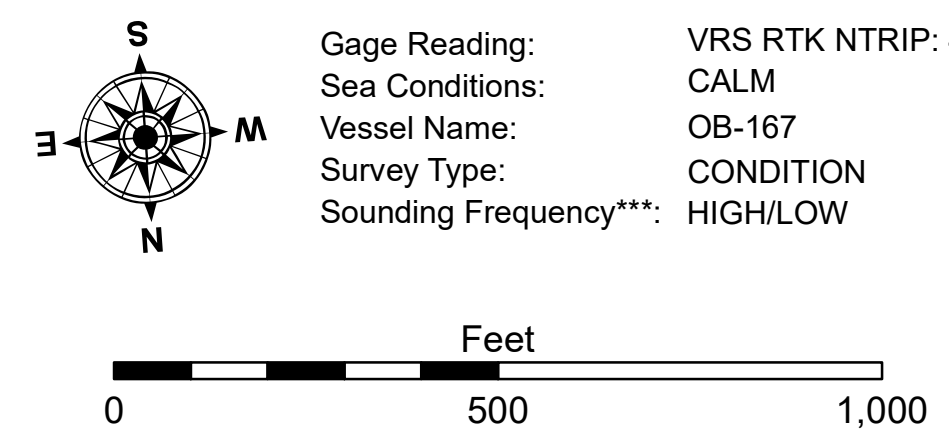 S
E
W
N
Gage Reading: VRS RTK NTRIP:
Sea Conditions: CALM
Vessel Name: OB-167
Survey Type: CONDITION
Sounding Frequency***: HIGH/LOW
Feet
0 500 1,000